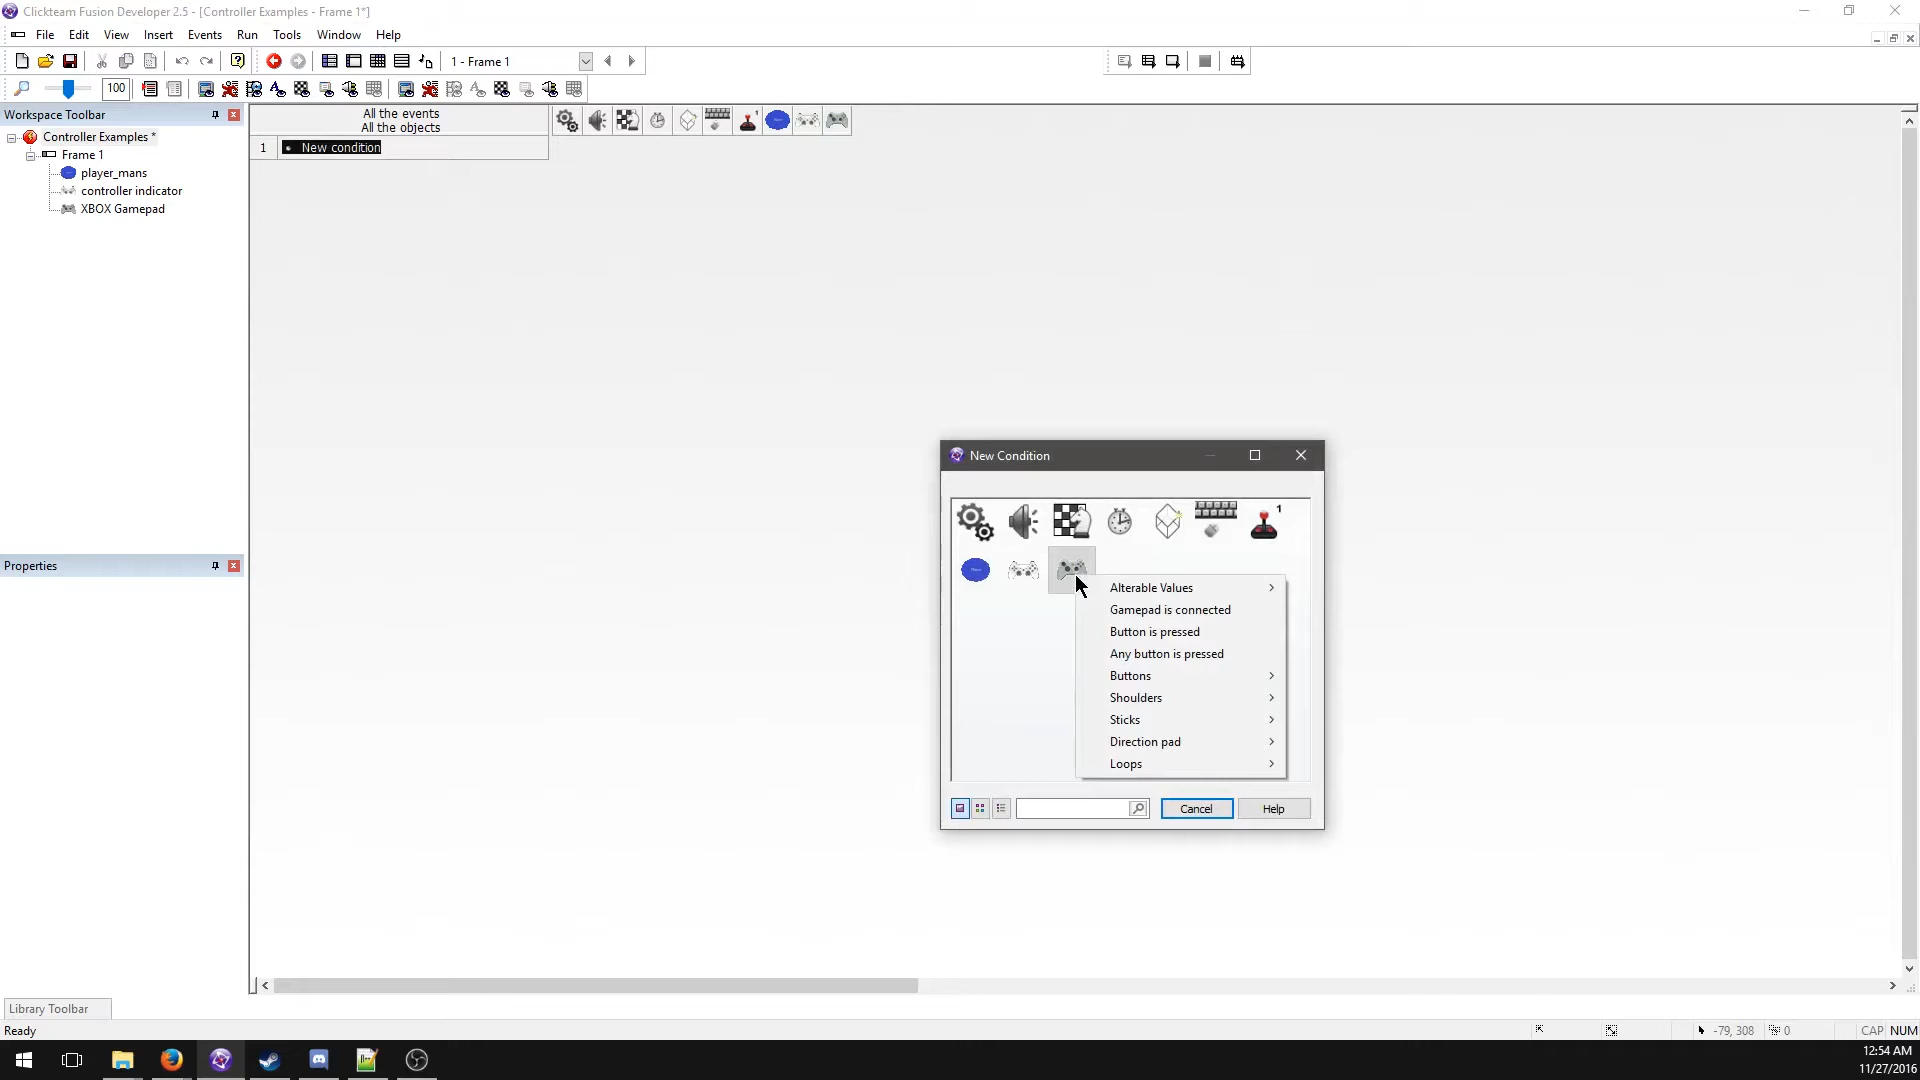 Clickteam Fusion Developer 2.5 - [Controller Examples - Frame 1*]
File Edit View Insert Events Run Tools Window Help
1 - Frame 1
100
Workspace Toolbar
Controller Examples *
Frame 1
player_mans
controller indicator
XBOX Gamepad
All the events
All the objects
1 New condition
New Condition
1
Alterable Values
Gamepad is connected
Button is pressed
Any button is pressed
Buttons
Shoulders
Sticks
Direction pad
Loops
Cancel Help
Properties
Library Toolbar
Ready
-79, 308 0 CAP NUM
12:54 AM
11/27/2016